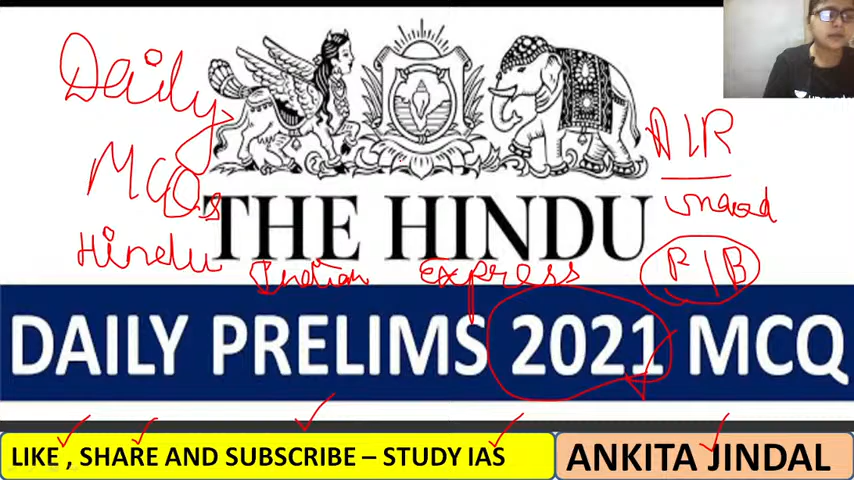 Daily
MCQs
AIR
THE HINDU
Hindu Indian Express PIB
DAILY PRELIMS 2021 MCQ
LIKE , SHARE AND SUBSCRIBE – STUDY IAS
ANKITA JINDAL